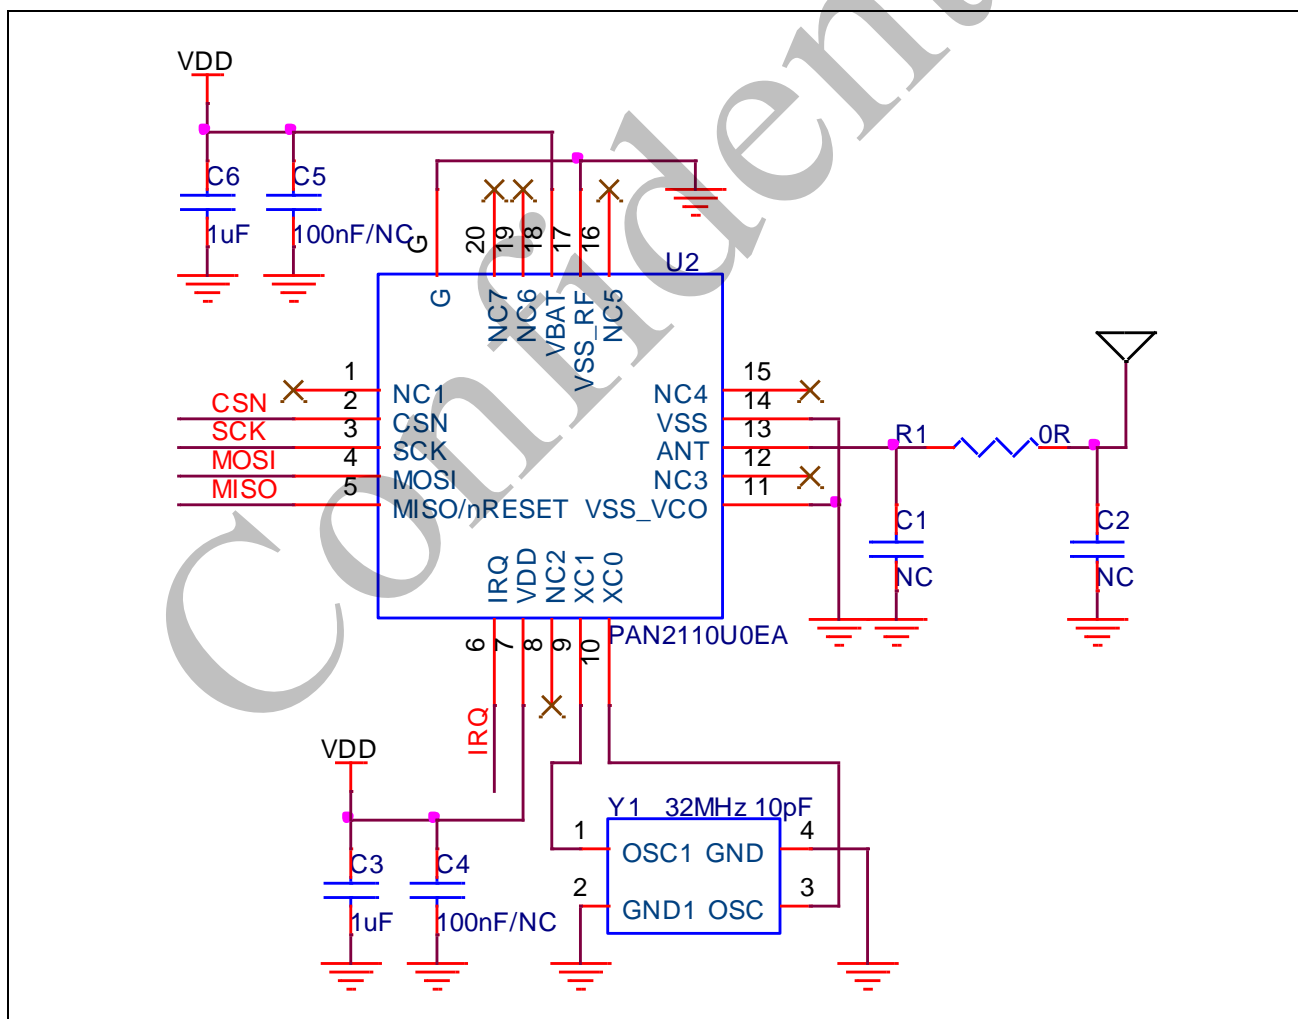 Confident
VDD
C6
C5
1uF
100nF/NC
G
20
19
18
17
16
U2
G
NC7
NC6
VBAT
VSS_RF
NC5
1
NC1
NC4
15
CSN
2
CSN
VSS
14
SCK
3
SCK
ANT
13
R1
0R
MOSI
4
MOSI
NC3
12
MISO
5
MISO/nRESET
VSS_VCO
11
C1
C2
NC
NC
IRQ
VDD
NC2
XC1
XC0
PAN2110U0EA
6
7
8
9
10
IRQ
VDD
Y1
32MHz 10pF
1
OSC1
GND
4
2
GND1
OSC
3
C3
C4
1uF
100nF/NC